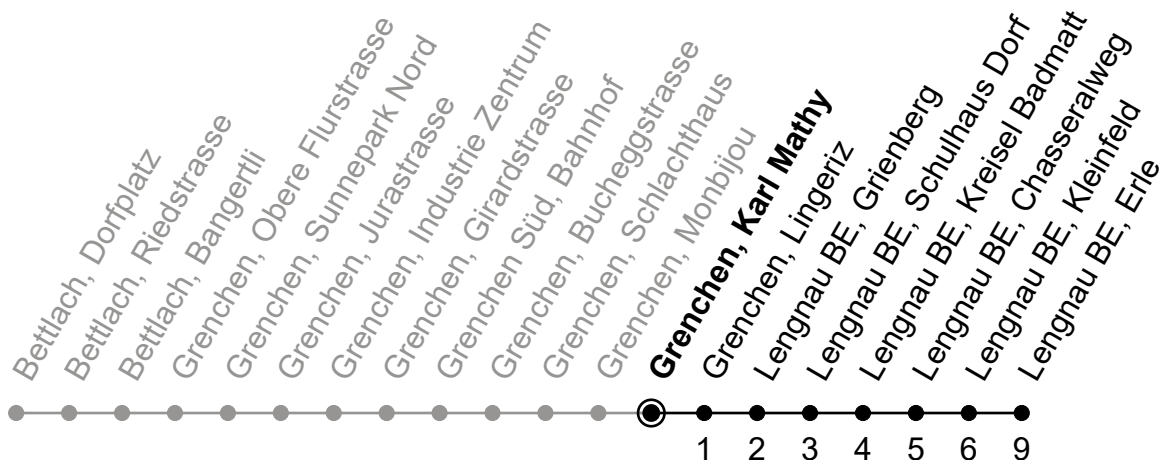 Bettlach, Dorfplatz
Bettlach, Riedstrasse
Bettlach, Bangertli
Grenchen, Obere Flurstrasse
Grenchen, Sunnepark Nord
Grenchen, Jurastrasse
Grenchen, Industrie Zentrum
Grenchen, Girardstrasse
Grenchen Süd, Bahnhof
Grenchen, Bucheggstrasse
Grenchen, Schlachthaus
Grenchen, Monbijou
Grenchen, Karl Mathy
Grenchen, Lingeriz
Lengnau BE, Grienberg
Lengnau BE, Schulhaus Dorf
Lengnau BE, Kreisel Badmatt
Lengnau BE, Chasseralweg
Lengnau BE, Kleinfeld
Lengnau BE, Erle
1 2 3 4 5 6 9